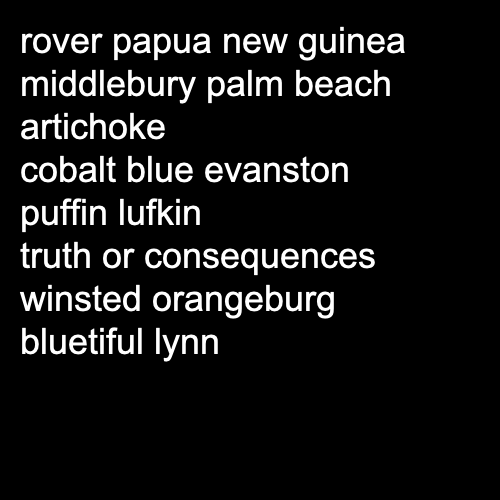 rover papua new guinea
middlebury palm beach
artichoke
cobalt blue evanston
puffin lufkin
truth or consequences
winsted orangeburg
bluetiful lynn